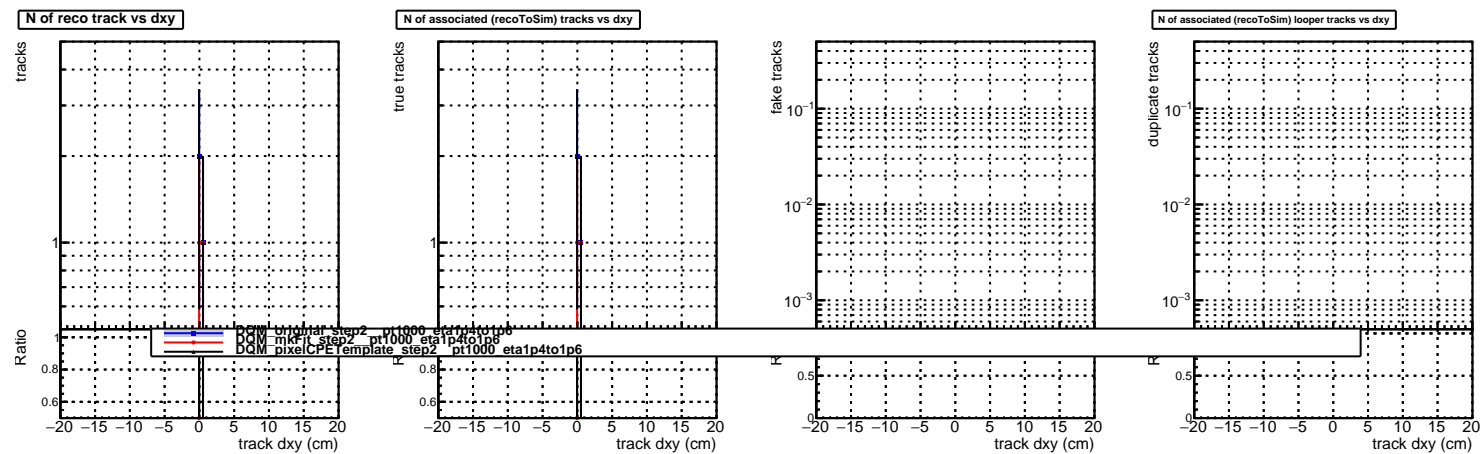 N of reco track vs dxy
N of associated (recoToSim) tracks vs dxy
N of associated (recoToSim) looper tracks vs dxy
tracks
1
true tracks
1
fake tracks
10−1
10−2
10−3
duplicate tracks
10−1
10−2
10−3
DQM_original_step2__pt1000_eta1p4to1p6
DQM_mkFit_step2__pt1000_eta1p4to1p6
DQM_pixelCPETemplate_step2__pt1000_eta1p4to1p6
Ratio
1
0.8
0.6
0.8
0.6
0.5
0
0.5
0
−20 −15 −10 −5 0 5 10 15 20
track dxy (cm)
−20 −15 −10 −5 0 5 10 15 20
track dxy (cm)
−20 −15 −10 −5 0 5 10 15 20
track dxy (cm)
−20 −15 −10 −5 0 5 10 15 20
track dxy (cm)